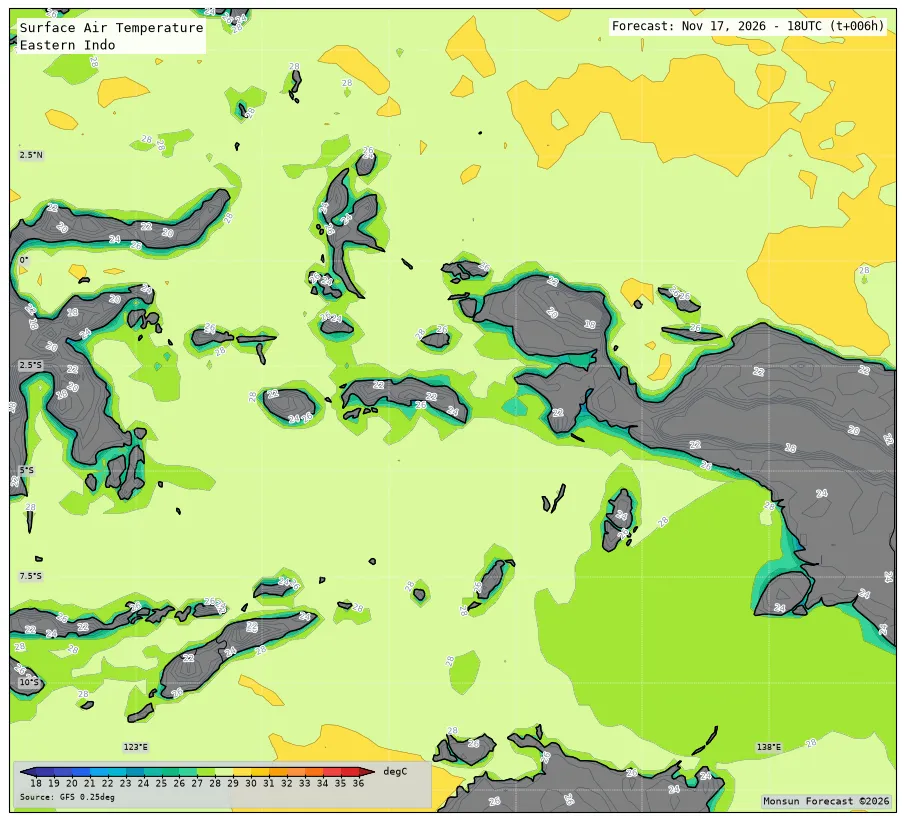 Surface Air Temperature
Eastern Indo
Forecast: Nov 17, 2026 - 18UTC (t+006h)
2.5°N
0°
2.5°S
5°S
7.5°S
10°S
123°E
138°E
degC
18 19 20 21 22 23 24 25 26 27 28 29 30 31 32 33 34 35 36
Source: GFS 0.25deg
Monsun Forecast ©2026